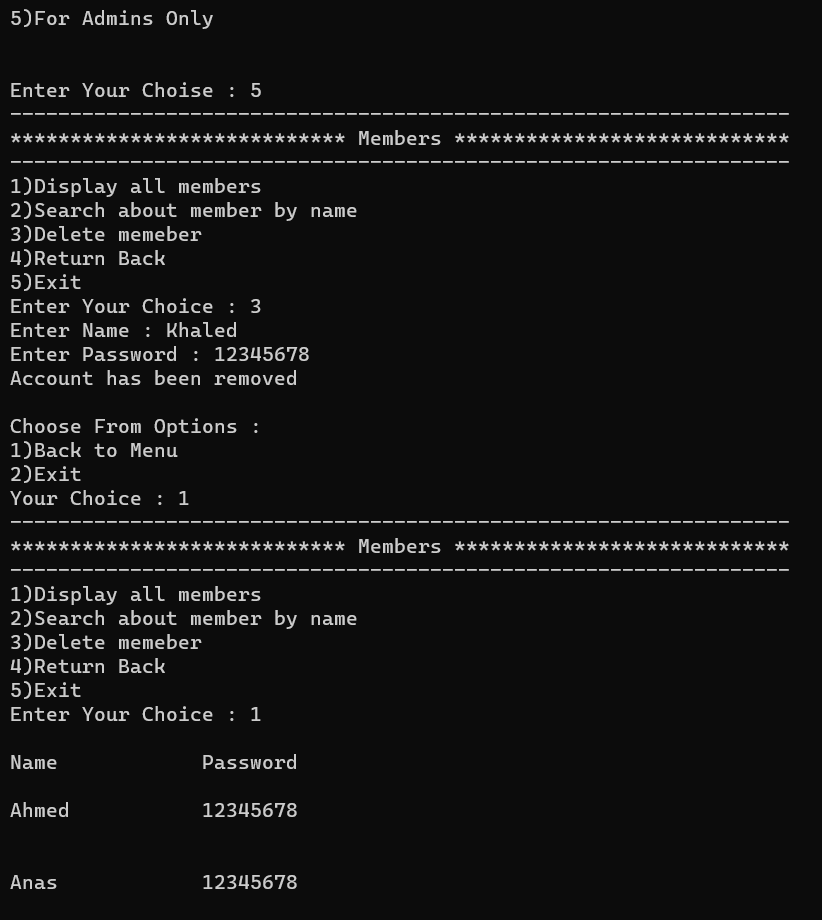 5)For Admins Only
Enter Your Choise : 5
-----------------------------------------------------------------
**************************** Members ****************************
-----------------------------------------------------------------
1)Display all members
2)Search about member by name
3)Delete memeber
4)Return Back
5)Exit
Enter Your Choice : 3
Enter Name : Khaled
Enter Password : 12345678
Account has been removed
Choose From Options :
1)Back to Menu
2)Exit
Your Choice : 1
-----------------------------------------------------------------
**************************** Members ****************************
-----------------------------------------------------------------
1)Display all members
2)Search about member by name
3)Delete memeber
4)Return Back
5)Exit
Enter Your Choice : 1
Name            Password
Ahmed           12345678
Anas            12345678